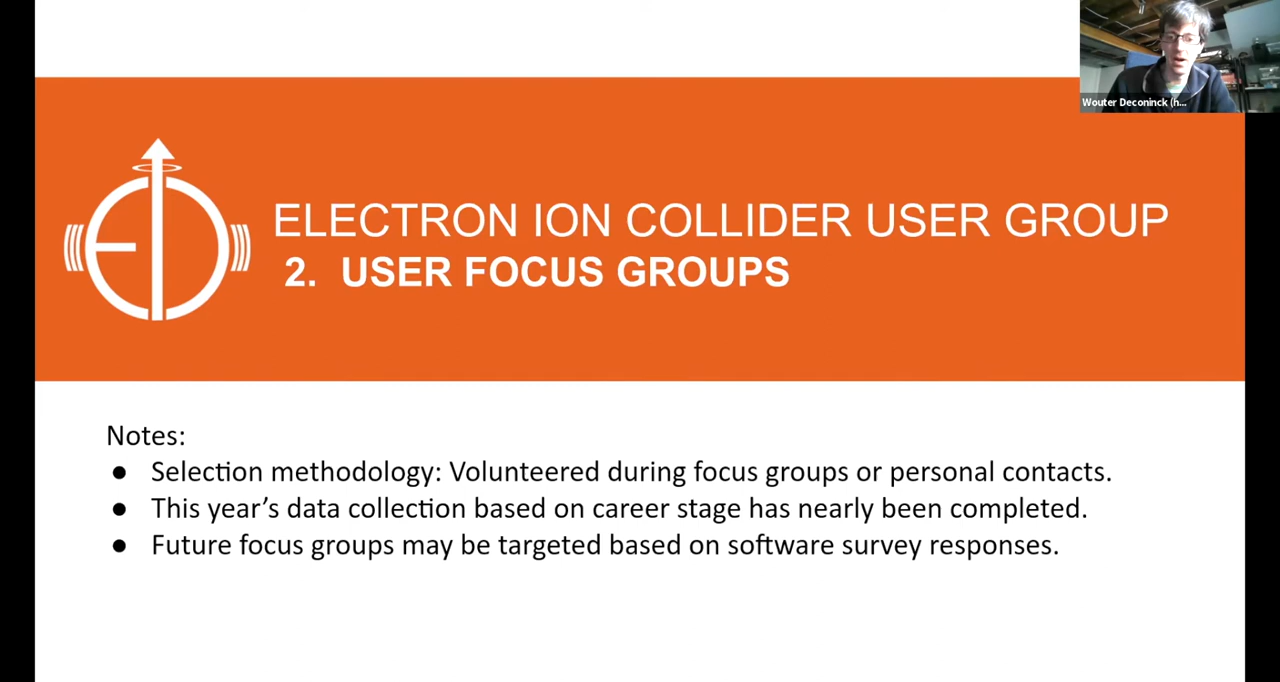 Wouter Deconinck (h...
ELECTRON ION COLLIDER USER GROUP
2. USER FOCUS GROUPS
Notes:
● Selection methodology: Volunteered during focus groups or personal contacts.
● This year’s data collection based on career stage has nearly been completed.
● Future focus groups may be targeted based on software survey responses.